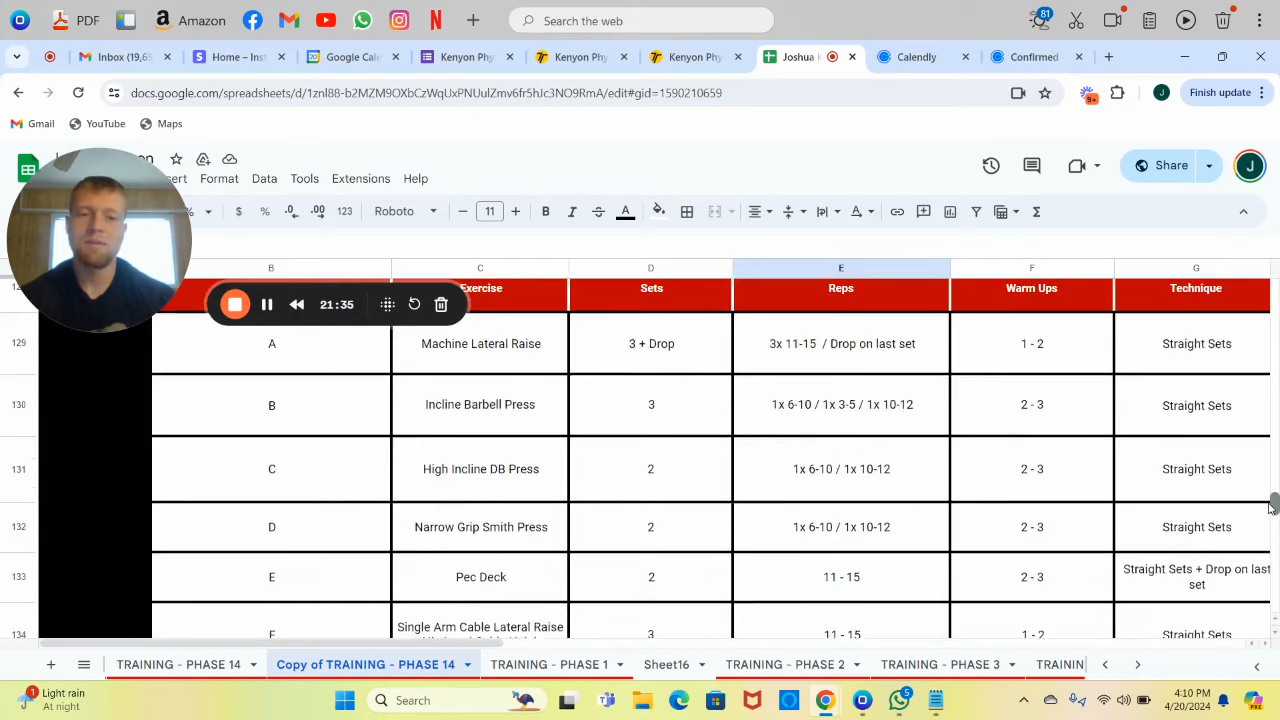 PDF
Amazon
Search the web
81
Inbox (19,6
Home – Inst
Google Cale
Kenyon Phy
Kenyon Phy
Kenyon Phy
Joshua
Calendly
Confirmed
docs.google.com/spreadsheets/d/1znl88-b2MZM9OXbCzWqUxPNUulZmv6fr5hJc3NO9RmA/edit#gid=1590210659
9+
J
Finish update
Gmail
YouTube
Maps
Format
Data
Tools
Extensions
Help
Share
J
%
$
%
.0
.00
123
Roboto
11
B
I
S
A
B
C
D
E
F
G
21:35
Exercise
Sets
Reps
Warm Ups
Technique
129
A
Machine Lateral Raise
3 + Drop
3x 11-15 / Drop on last set
1 - 2
Straight Sets
130
B
Incline Barbell Press
3
1x 6-10 / 1x 3-5 / 1x 10-12
2 - 3
Straight Sets
131
C
High Incline DB Press
2
1x 6-10 / 1x 10-12
2 - 3
Straight Sets
132
D
Narrow Grip Smith Press
2
1x 6-10 / 1x 10-12
2 - 3
Straight Sets
133
E
Pec Deck
2
11 - 15
2 - 3
Straight Sets + Drop on last
set
134
F
Single Arm Cable Lateral Raise
3
11 - 15
1 - 2
Straight Sets
TRAINING - PHASE 14
Copy of TRAINING - PHASE 14
TRAINING - PHASE 1
Sheet16
TRAINING - PHASE 2
TRAINING - PHASE 3
TRAININ
1
Light rain
At night
Search
5
4:10 PM
4/20/2024
PRE